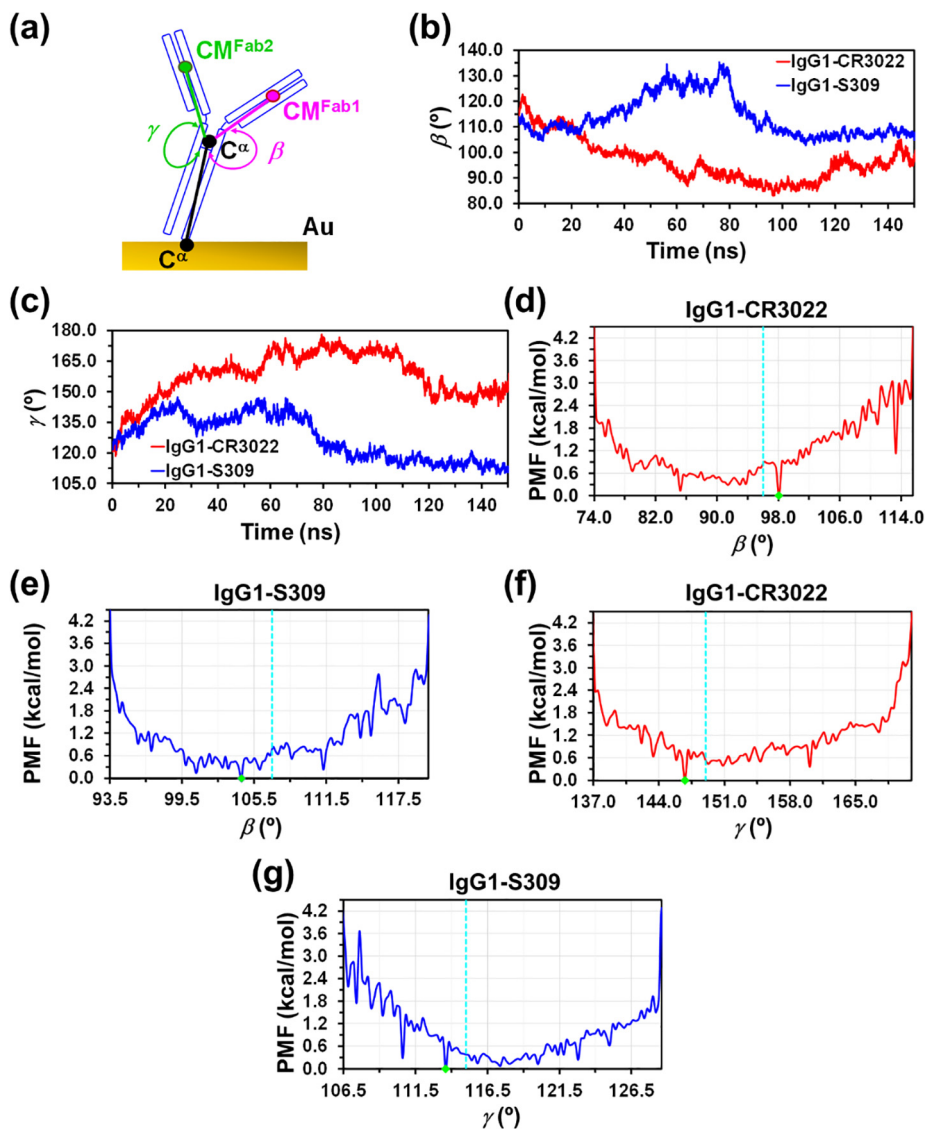 (a)
CM^Fab2
CM^Fab1
γ
C^α
β
Au
C^α
(b)
140.0
130.0
120.0
110.0
100.0
90.0
80.0
β (º)
IgG1-CR3022
IgG1-S309
0 20 40 60 80 100 120 140
Time (ns)
(c)
180.0
165.0
150.0
135.0
120.0
105.0
γ (º)
IgG1-CR3022
IgG1-S309
0 20 40 60 80 100 120 140
Time (ns)
(d)
IgG1-CR3022
4.2
3.6
3.0
2.4
1.8
1.2
0.6
0.0
PMF (kcal/mol)
74.0 82.0 90.0 98.0 106.0 114.0
β (º)
(e)
IgG1-S309
4.2
3.6
3.0
2.4
1.8
1.2
0.6
0.0
PMF (kcal/mol)
93.5 99.5 105.5 111.5 117.5
β (º)
(f)
IgG1-CR3022
4.2
3.6
3.0
2.4
1.8
1.2
0.6
0.0
PMF (kcal/mol)
137.0 144.0 151.0 158.0 165.0
γ (º)
(g)
IgG1-S309
4.2
3.6
3.0
2.4
1.8
1.2
0.6
0.0
PMF (kcal/mol)
106.5 111.5 116.5 121.5 126.5
γ (º)